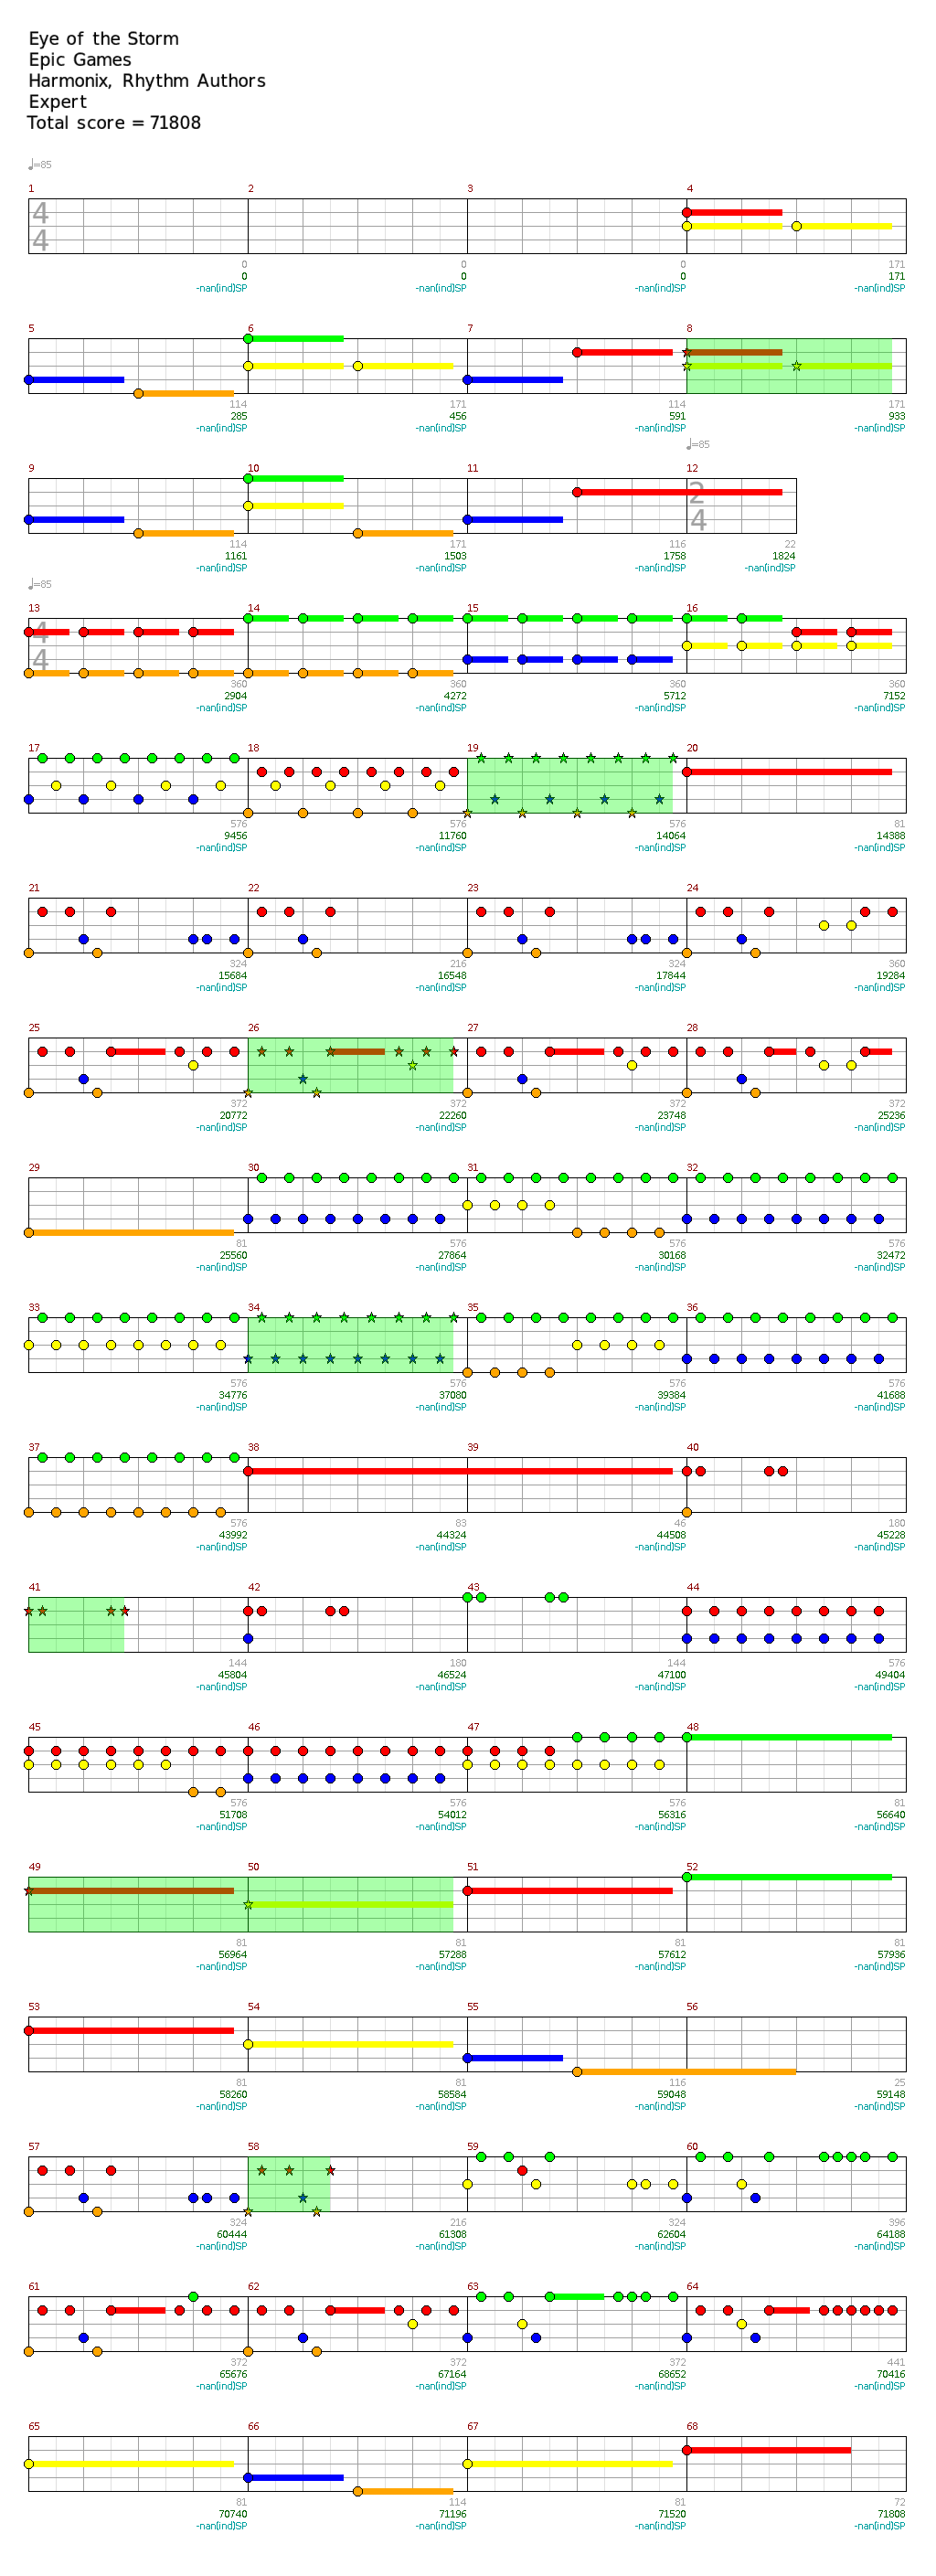 Eye of the Storm
Epic Games
Harmonix, Rhythm Authors
Expert
Total score = 71808
♩=85
1 2 3 4
4
4
0 0 0 171
0 0 0 171
-nan(ind)SP -nan(ind)SP -nan(ind)SP -nan(ind)SP
5 6 7 8
114 171 114 171
285 456 591 933
-nan(ind)SP -nan(ind)SP -nan(ind)SP -nan(ind)SP
♩=85
9 10 11 12
2
4
114 171 116 22
1161 1503 1758 1824
-nan(ind)SP -nan(ind)SP -nan(ind)SP -nan(ind)SP
♩=85
13 14 15 16
4
4
360 360 360 360
2904 4272 5712 7152
-nan(ind)SP -nan(ind)SP -nan(ind)SP -nan(ind)SP
17 18 19 20
576 576 576 81
9456 11760 14064 14388
-nan(ind)SP -nan(ind)SP -nan(ind)SP -nan(ind)SP
21 22 23 24
324 216 324 360
15684 16548 17844 19284
-nan(ind)SP -nan(ind)SP -nan(ind)SP -nan(ind)SP
25 26 27 28
372 372 372 372
20772 22260 23748 25236
-nan(ind)SP -nan(ind)SP -nan(ind)SP -nan(ind)SP
29 30 31 32
81 576 576 576
25560 27864 30168 32472
-nan(ind)SP -nan(ind)SP -nan(ind)SP -nan(ind)SP
33 34 35 36
576 576 576 576
34776 37080 39384 41688
-nan(ind)SP -nan(ind)SP -nan(ind)SP -nan(ind)SP
37 38 39 40
576 83 46 180
43992 44324 44508 45228
-nan(ind)SP -nan(ind)SP -nan(ind)SP -nan(ind)SP
41 42 43 44
144 180 144 576
45804 46524 47100 49404
-nan(ind)SP -nan(ind)SP -nan(ind)SP -nan(ind)SP
45 46 47 48
576 576 576 81
51708 54012 56316 56640
-nan(ind)SP -nan(ind)SP -nan(ind)SP -nan(ind)SP
49 50 51 52
81 81 81 81
56964 57288 57612 57936
-nan(ind)SP -nan(ind)SP -nan(ind)SP -nan(ind)SP
53 54 55 56
81 81 116 25
58260 58584 59048 59148
-nan(ind)SP -nan(ind)SP -nan(ind)SP -nan(ind)SP
57 58 59 60
324 216 324 396
60444 61308 62604 64188
-nan(ind)SP -nan(ind)SP -nan(ind)SP -nan(ind)SP
61 62 63 64
372 372 372 441
65676 67164 68652 70416
-nan(ind)SP -nan(ind)SP -nan(ind)SP -nan(ind)SP
65 66 67 68
81 114 81 72
70740 71196 71520 71808
-nan(ind)SP -nan(ind)SP -nan(ind)SP -nan(ind)SP